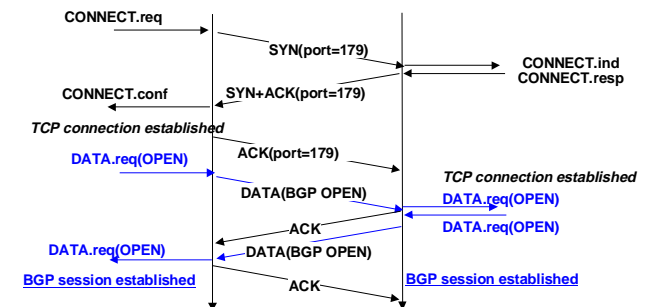 CONNECT.req
SYN(port=179)
CONNECT.ind
CONNECT.resp
CONNECT.conf
SYN+ACK(port=179)
TCP connection established
ACK(port=179)
DATA.req(OPEN)
TCP connection established
DATA(BGP OPEN)
DATA.req(OPEN)
ACK
DATA.req(OPEN)
DATA.req(OPEN)
DATA(BGP OPEN)
BGP session established
ACK
BGP session established